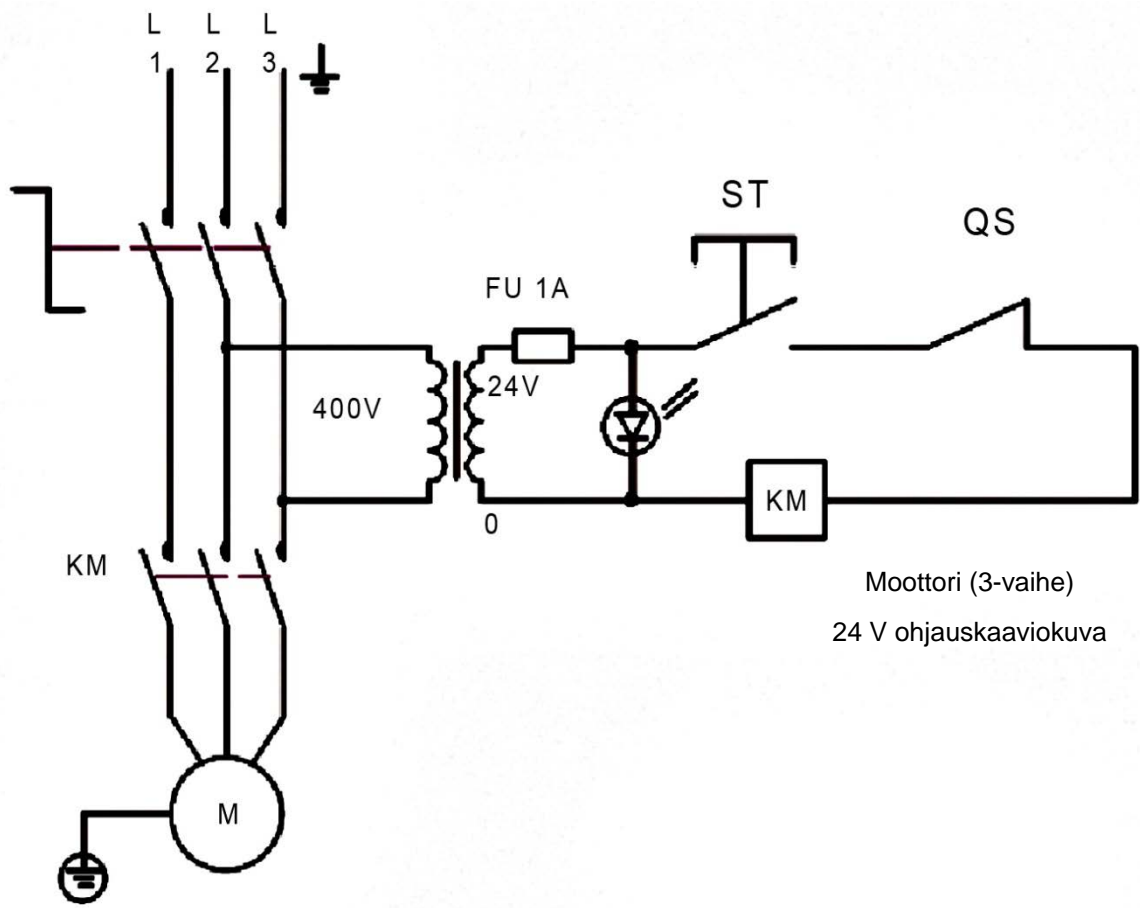 L L L
1 2 3
ST
QS
FU 1A
24V
400V
KM
0
KM
Moottori (3-vaihe)
24 V ohjauskaaviokuva
M